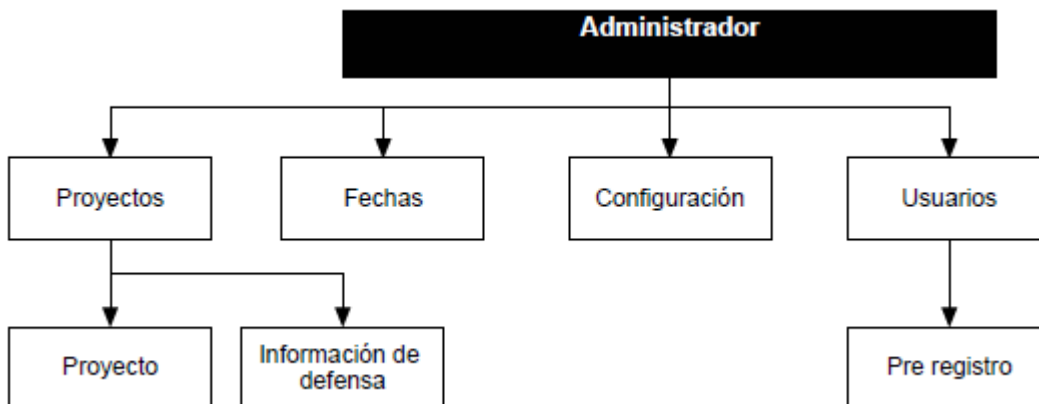 Administrador
Proyectos
Fechas
Configuración
Usuarios
Proyecto
Información de
defensa
Pre registro